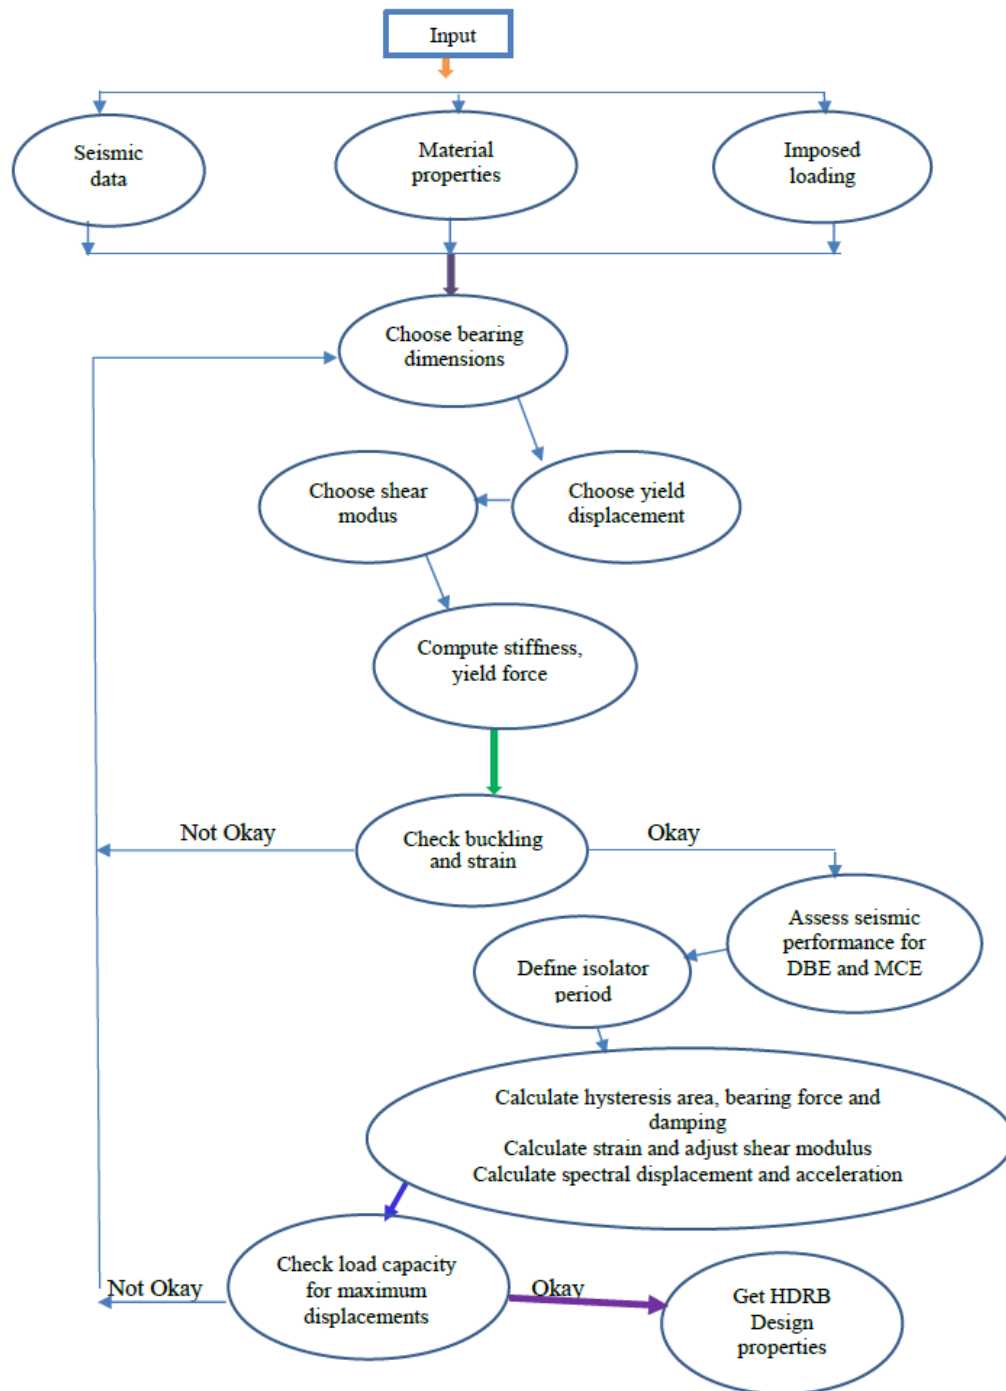 Input
Seismic
data
Material
properties
Imposed
loading
Choose bearing
dimensions
Choose shear
modus
Choose yield
displacement
Compute stiffness,
yield force
Not Okay
Check buckling
and strain
Okay
Assess seismic
performance for
DBE and MCE
Define isolator
period
Calculate hysteresis area, bearing force and
damping
Calculate strain and adjust shear modulus
Calculate spectral displacement and acceleration
Not Okay
Check load capacity
for maximum
displacements
Okay
Get HDRB
Design
properties